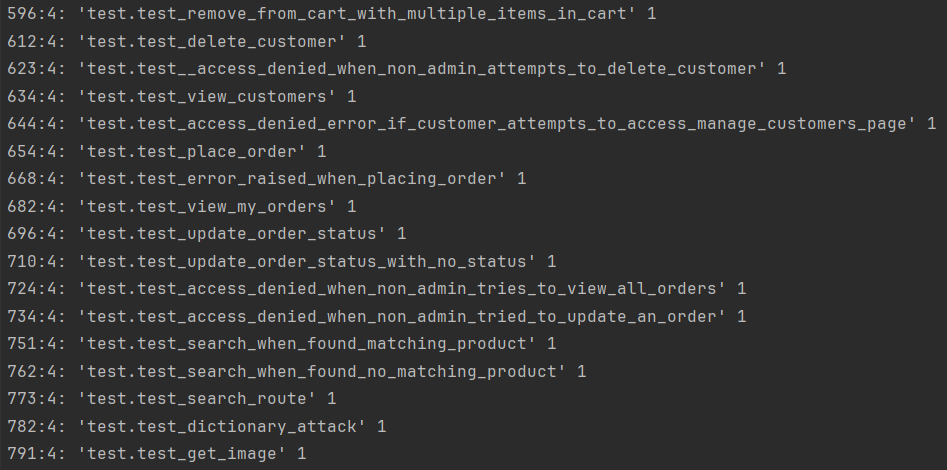 596:4: 'test.test_remove_from_cart_with_multiple_items_in_cart' 1
612:4: 'test.test_delete_customer' 1
623:4: 'test.test__access_denied_when_non_admin_attempts_to_delete_customer' 1
634:4: 'test.test_view_customers' 1
644:4: 'test.test_access_denied_error_if_customer_attempts_to_access_manage_customers_page' 1
654:4: 'test.test_place_order' 1
668:4: 'test.test_error_raised_when_placing_order' 1
682:4: 'test.test_view_my_orders' 1
696:4: 'test.test_update_order_status' 1
710:4: 'test.test_update_order_status_with_no_status' 1
724:4: 'test.test_access_denied_when_non_admin_tries_to_view_all_orders' 1
734:4: 'test.test_access_denied_when_non_admin_tried_to_update_an_order' 1
751:4: 'test.test_search_when_found_matching_product' 1
762:4: 'test.test_search_when_found_no_matching_product' 1
773:4: 'test.test_search_route' 1
782:4: 'test.test_dictionary_attack' 1
791:4: 'test.test_get_image' 1